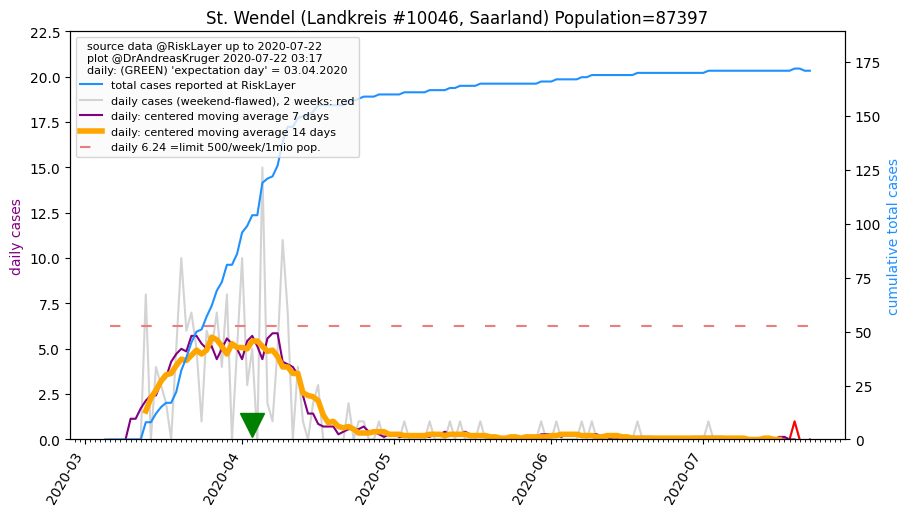 St. Wendel (Landkreis #10046, Saarland) Population=87397
source data @RiskLayer up to 2020-07-22
plot @DrAndreasKruger 2020-07-22 03:17
daily: (GREEN) 'expectation day' = 03.04.2020
total cases reported at RiskLayer
daily cases (weekend-flawed), 2 weeks: red
daily: centered moving average 7 days
daily: centered moving average 14 days
daily 6.24 =limit 500/week/1mio pop.
daily cases
22.5
20.0
17.5
15.0
12.5
10.0
7.5
5.0
2.5
0.0
175
150
125
100
75
50
25
0
cumulative total cases
2020-03
2020-04
2020-05
2020-06
2020-07